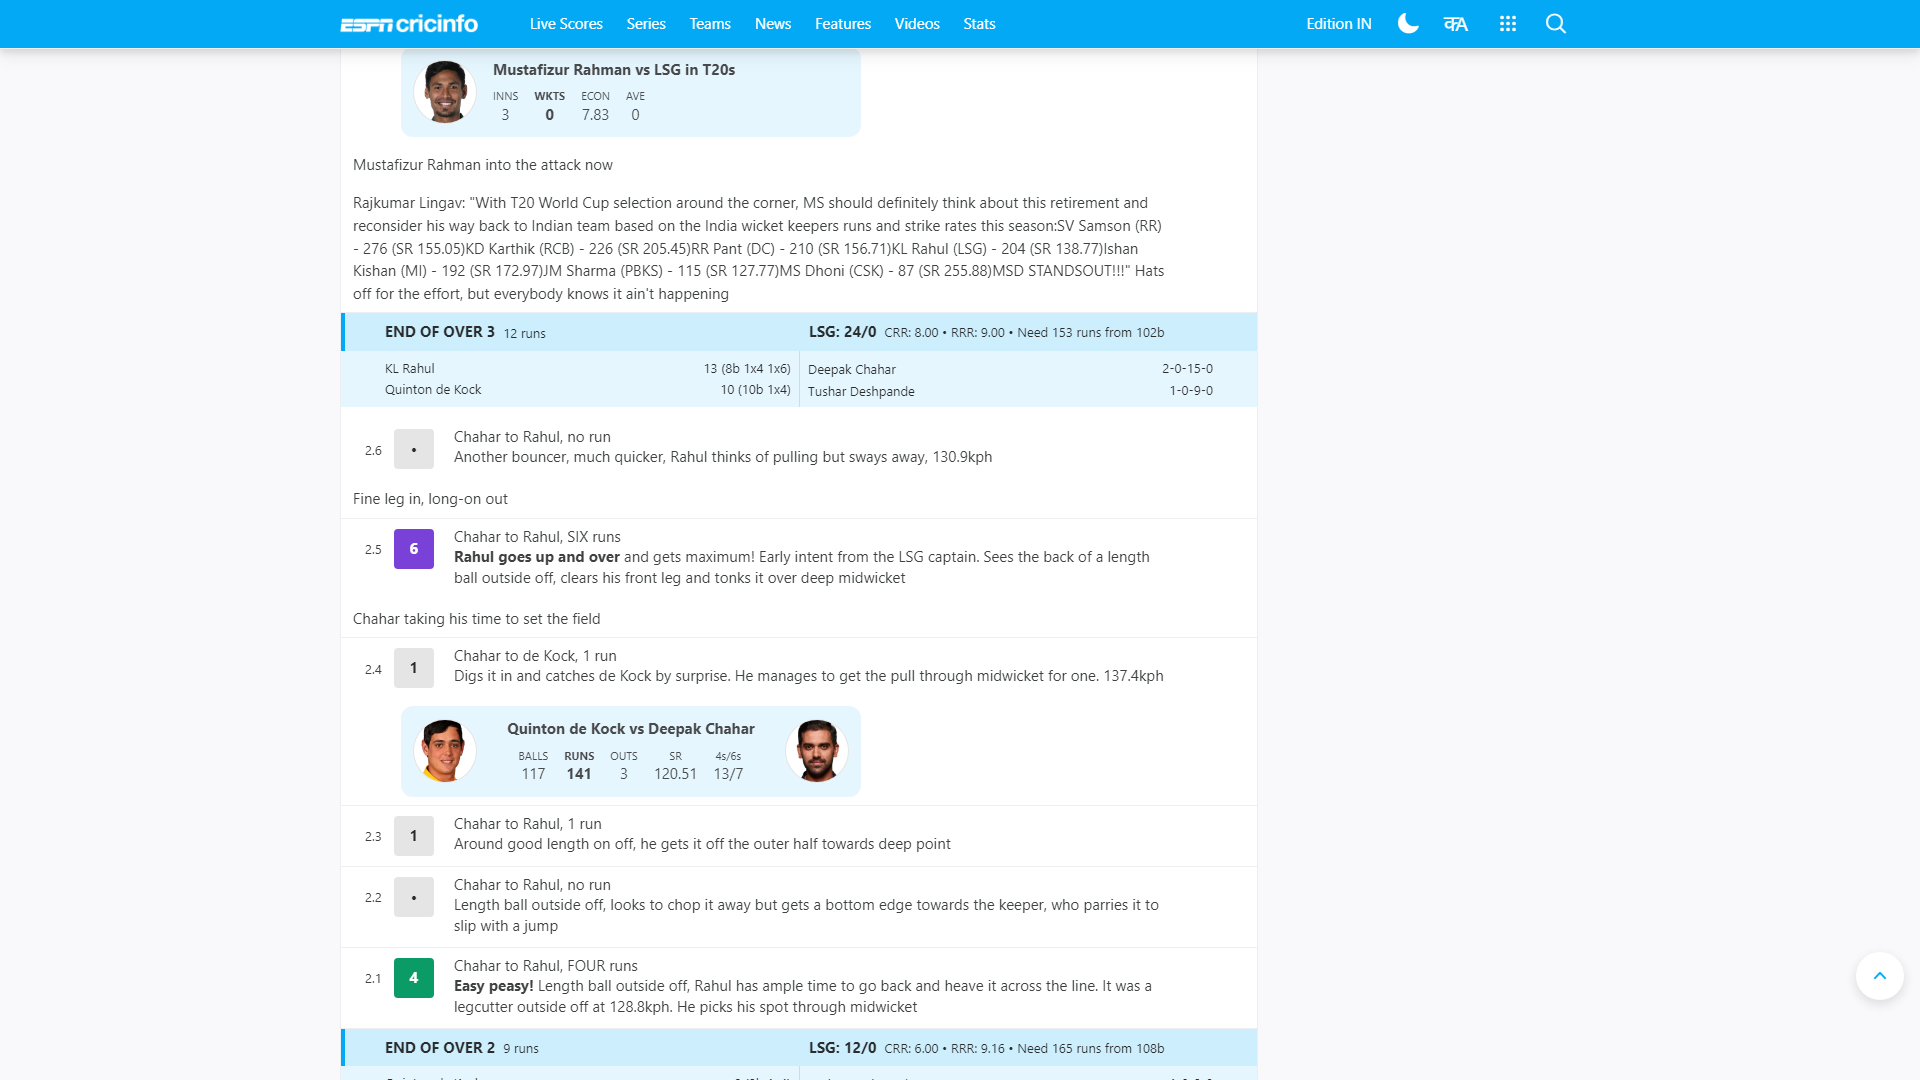 ESPN cricinfo Live Scores Series Teams News Features Videos Stats Edition IN कA
Mustafizur Rahman vs LSG in T20s
INNS WKTS ECON AVE
3 0 7.83 0
Mustafizur Rahman into the attack now
Rajkumar Lingav: "With T20 World Cup selection around the corner, MS should definitely think about this retirement and
reconsider his way back to Indian team based on the India wicket keepers runs and strike rates this season:SV Samson (RR)
- 276 (SR 155.05)KD Karthik (RCB) - 226 (SR 205.45)RR Pant (DC) - 210 (SR 156.71)KL Rahul (LSG) - 204 (SR 138.77)Ishan
Kishan (MI) - 192 (SR 172.97)JM Sharma (PBKS) - 115 (SR 127.77)MS Dhoni (CSK) - 87 (SR 255.88)MSD STANDSOUT!!!" Hats
off for the effort, but everybody knows it ain't happening
END OF OVER 3 12 runs LSG: 24/0 CRR: 8.00 • RRR: 9.00 • Need 153 runs from 102b
KL Rahul 13 (8b 1x4 1x6) Deepak Chahar 2-0-15-0
Quinton de Kock 10 (10b 1x4) Tushar Deshpande 1-0-9-0
Chahar to Rahul, no run
2.6 • Another bouncer, much quicker, Rahul thinks of pulling but sways away, 130.9kph
Fine leg in, long-on out
Chahar to Rahul, SIX runs
2.5 6 Rahul goes up and over and gets maximum! Early intent from the LSG captain. Sees the back of a length
ball outside off, clears his front leg and tonks it over deep midwicket
Chahar taking his time to set the field
Chahar to de Kock, 1 run
2.4 1 Digs it in and catches de Kock by surprise. He manages to get the pull through midwicket for one. 137.4kph
Quinton de Kock vs Deepak Chahar
BALLS RUNS OUTS SR 4s/6s
117 141 3 120.51 13/7
Chahar to Rahul, 1 run
2.3 1 Around good length on off, he gets it off the outer half towards deep point
Chahar to Rahul, no run
2.2 • Length ball outside off, looks to chop it away but gets a bottom edge towards the keeper, who parries it to
slip with a jump
Chahar to Rahul, FOUR runs
2.1 4 Easy peasy! Length ball outside off, Rahul has ample time to go back and heave it across the line. It was a
legcutter outside off at 128.8kph. He picks his spot through midwicket
END OF OVER 2 9 runs LSG: 12/0 CRR: 6.00 • RRR: 9.16 • Need 165 runs from 108b